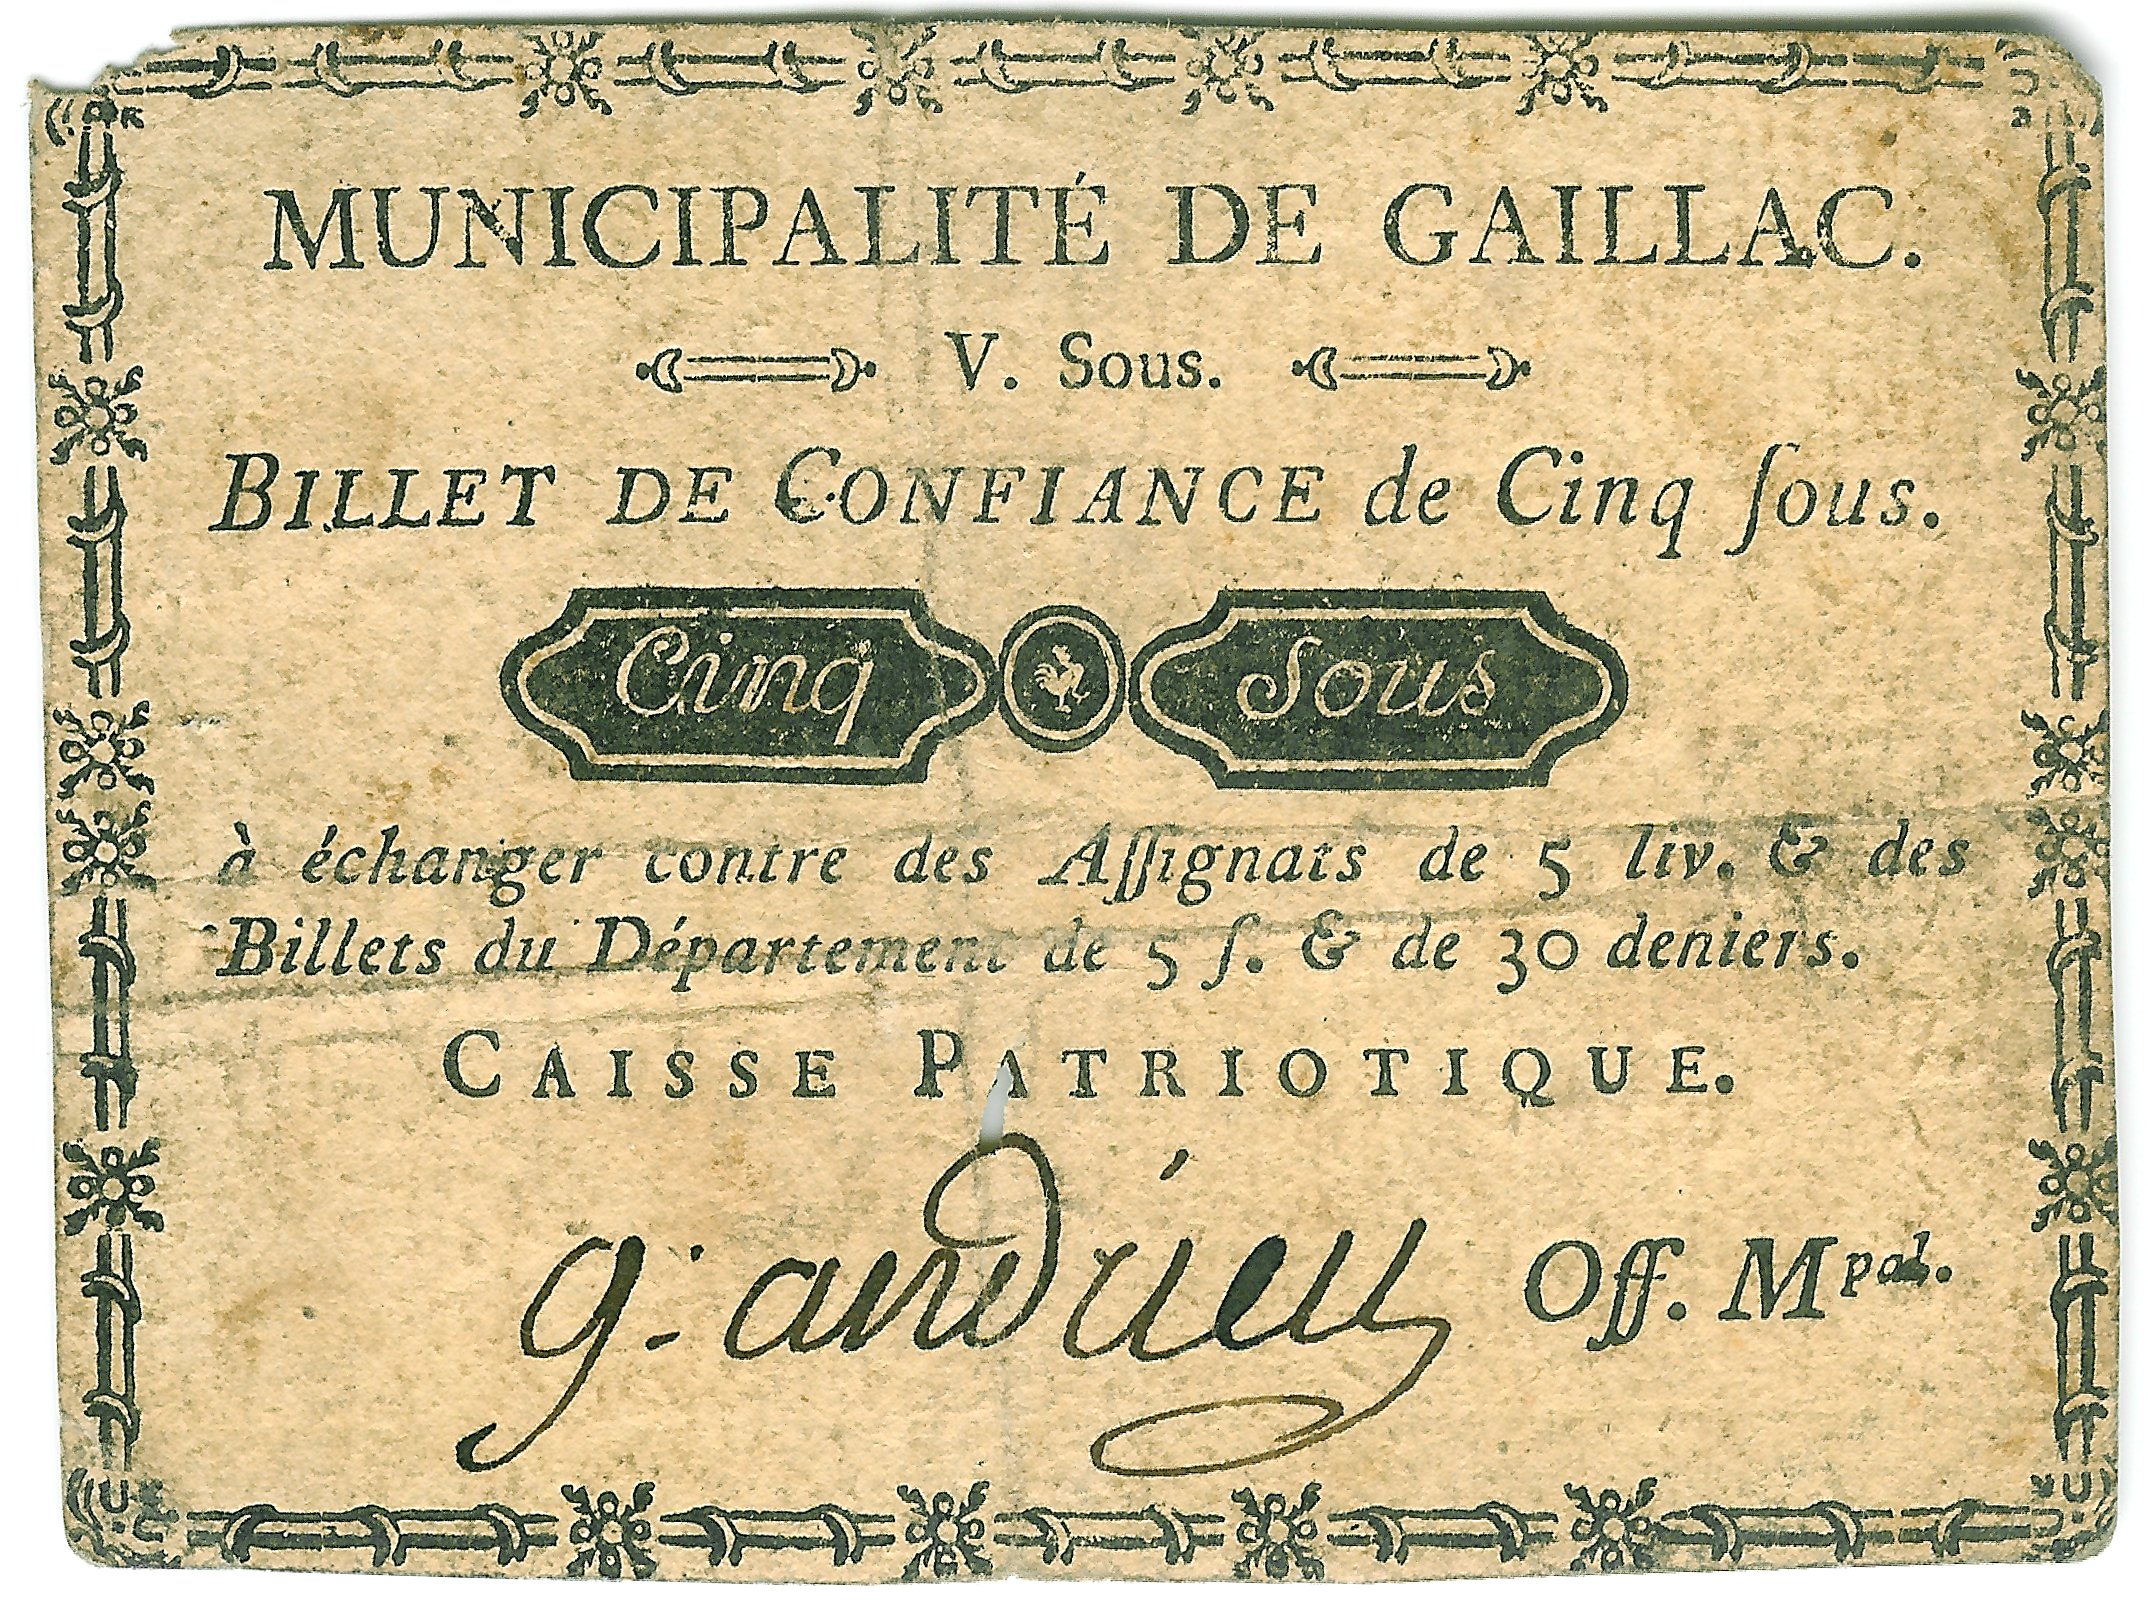 MUNICIPALITÉ DE GAILLAC.
V. Sous.
BILLET DE CONFIANCE de Cinq ſous.
Cinq Sous
à échanger contre des Aſſignats de 5 liv. & des
Billets du Département de 5 ſ. & de 30 deniers.
CAISSE PATRIOTIQUE.
g. andrieu Off. Mpal.